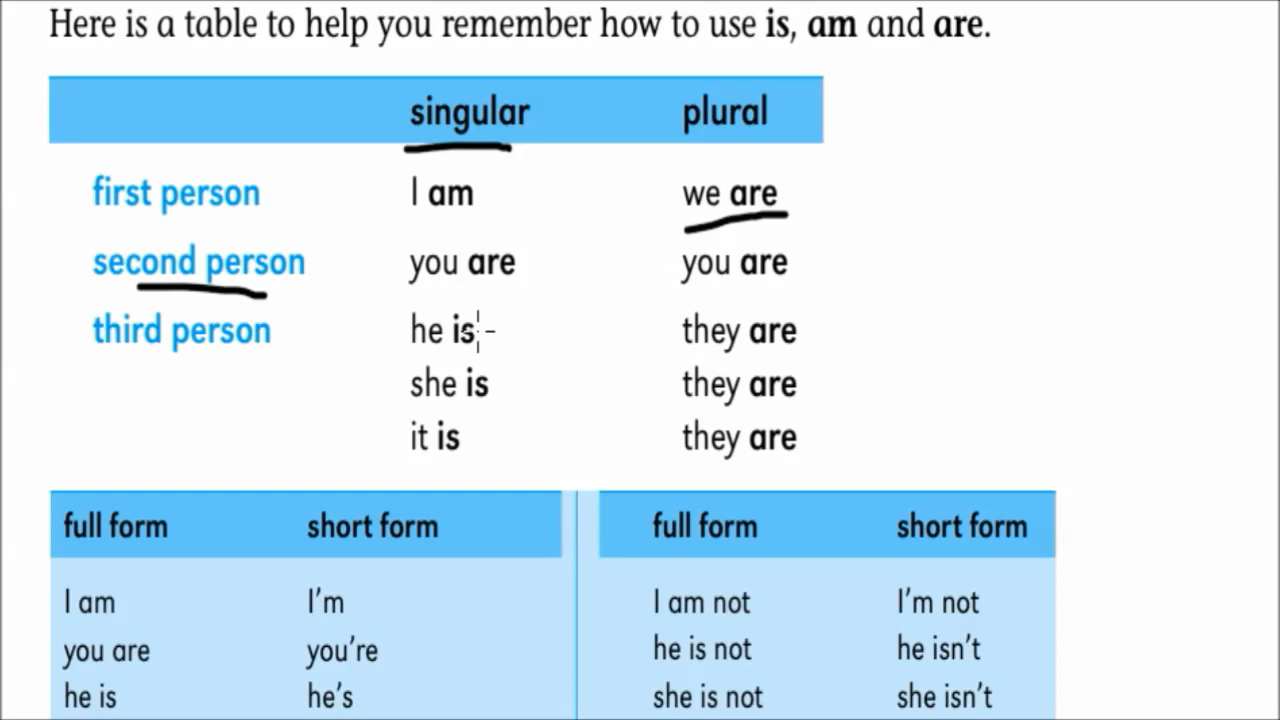 Here is a table to help you remember how to use is, am and are.
singular plural
first person I am we are
second person you are you are
third person he is they are
she is they are
it is they are
full form short form full form short form
I am I'm I am not I'm not
you are you're he is not he isn't
he is he's she is not she isn't